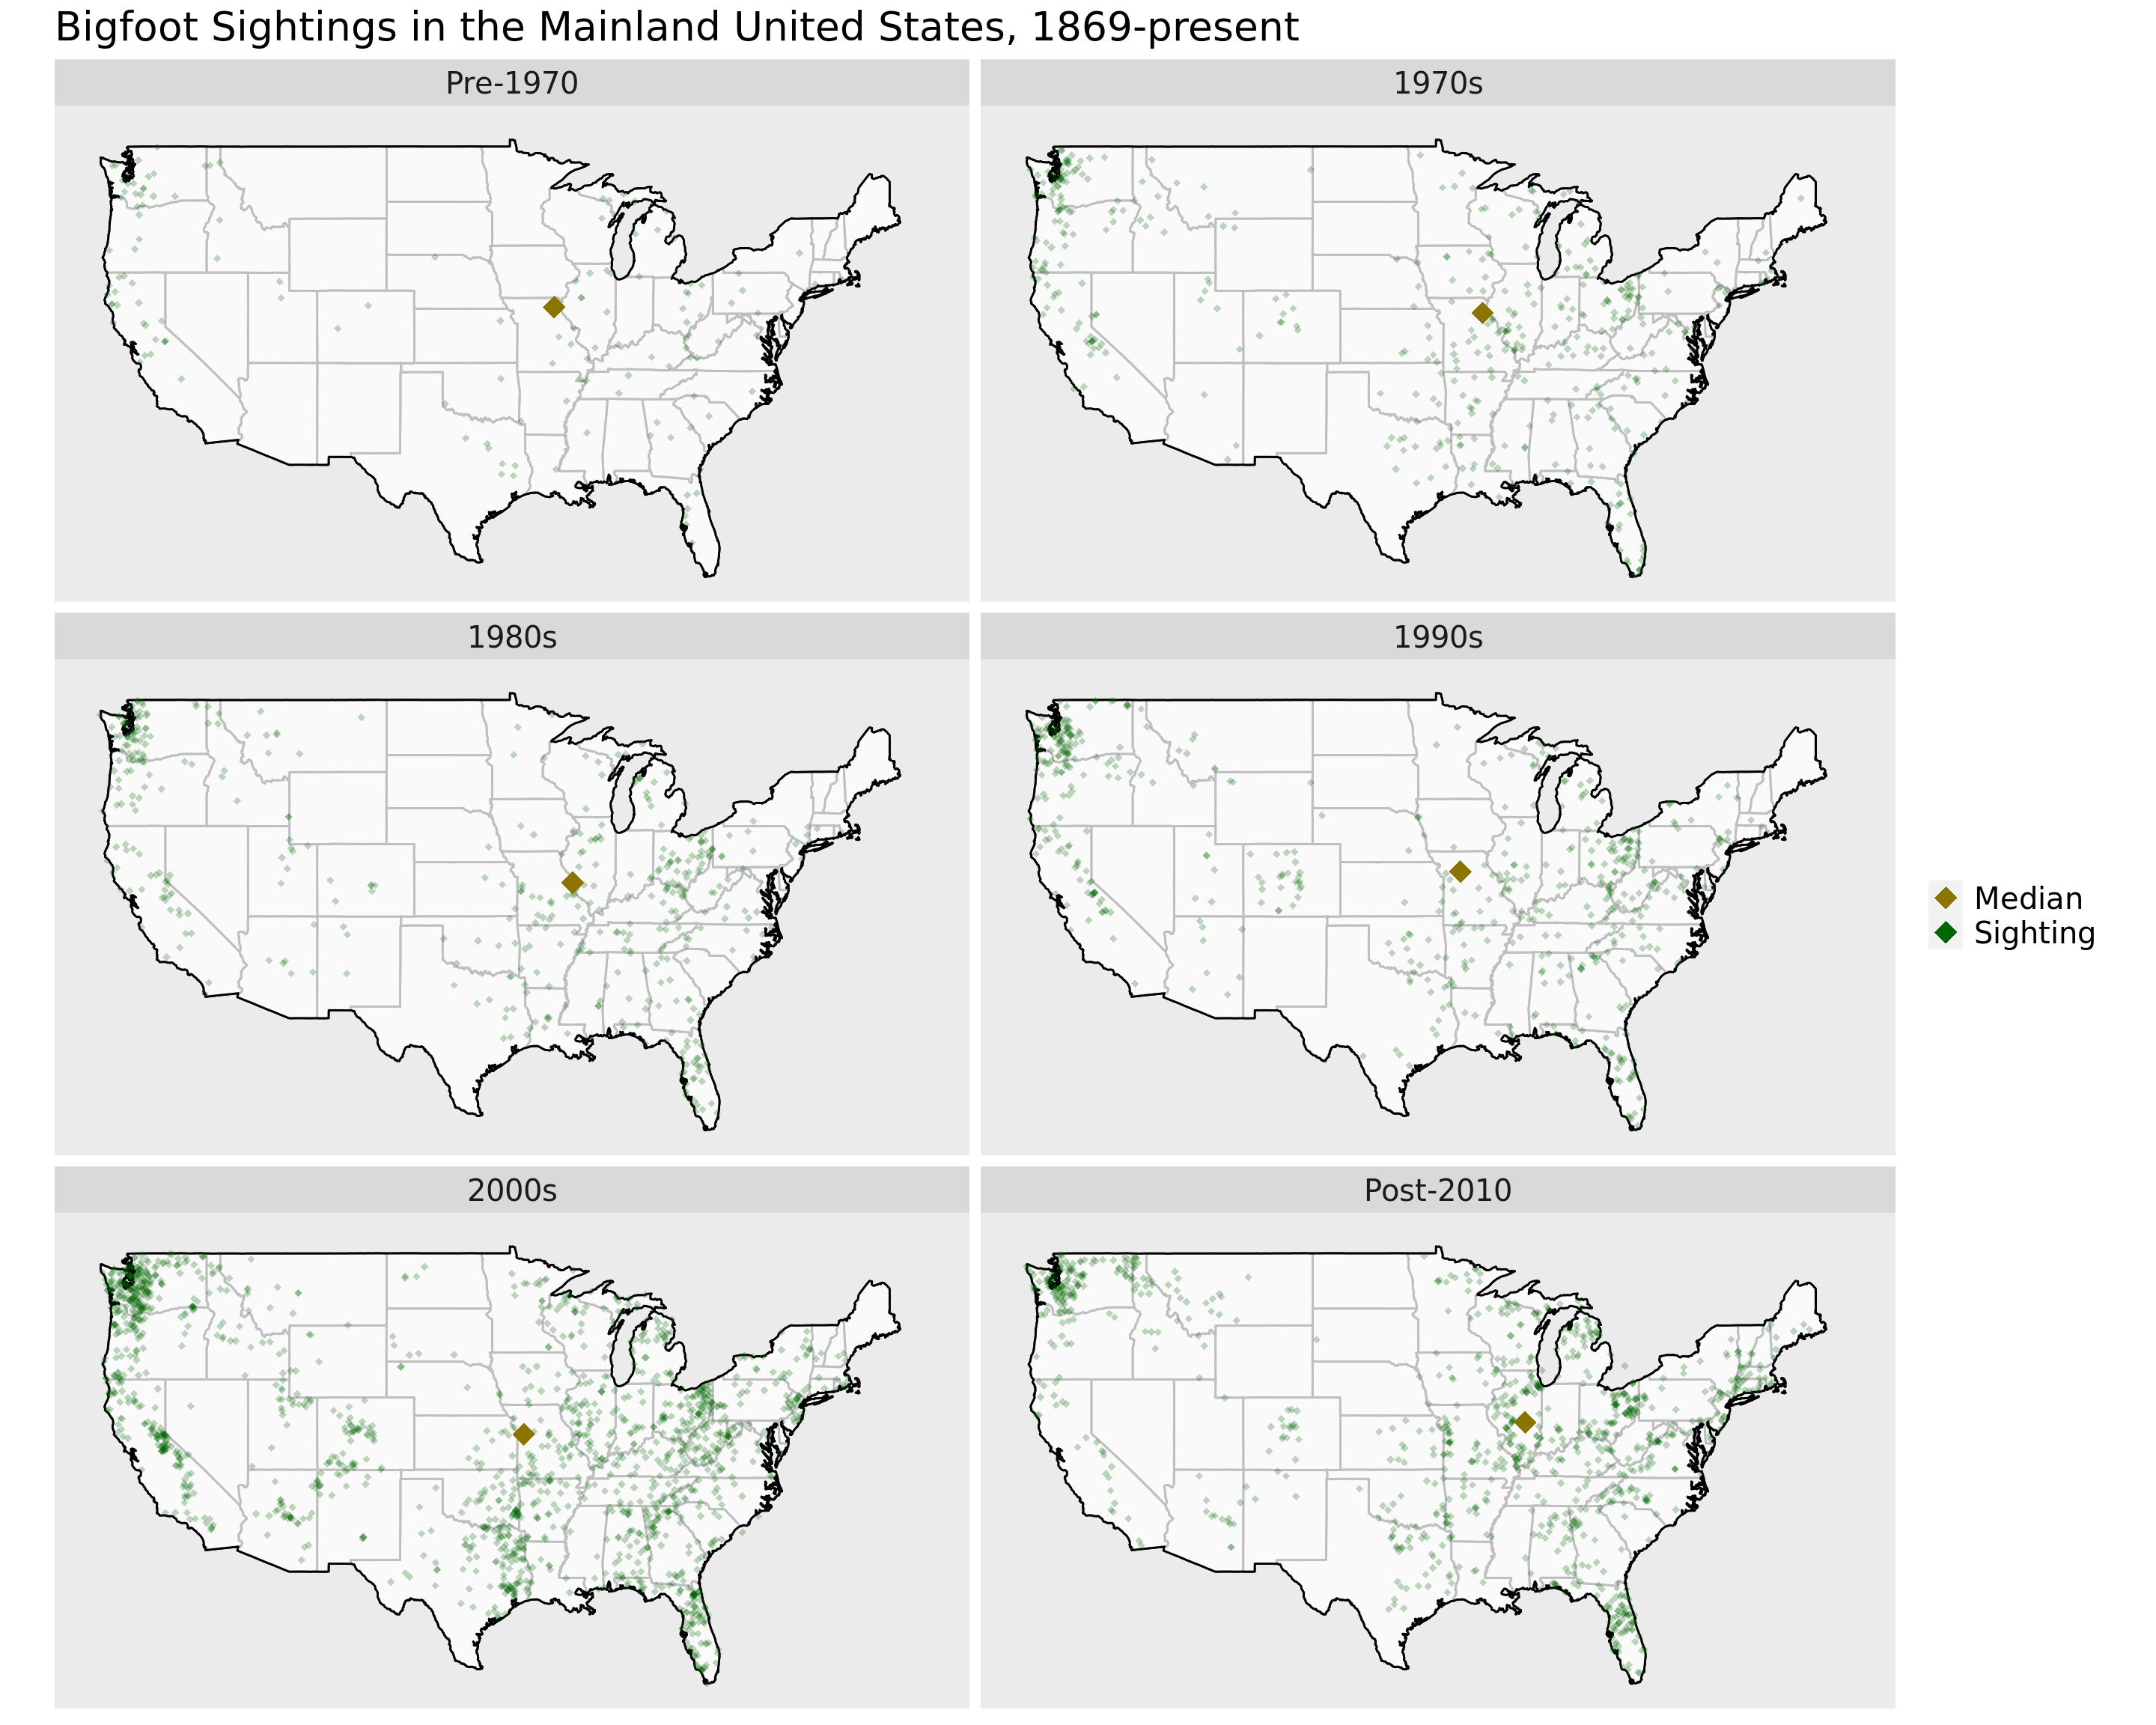 Bigfoot Sightings in the Mainland United States, 1869-present
Pre-1970
1970s
1980s
1990s
2000s
Post-2010
Median
Sighting